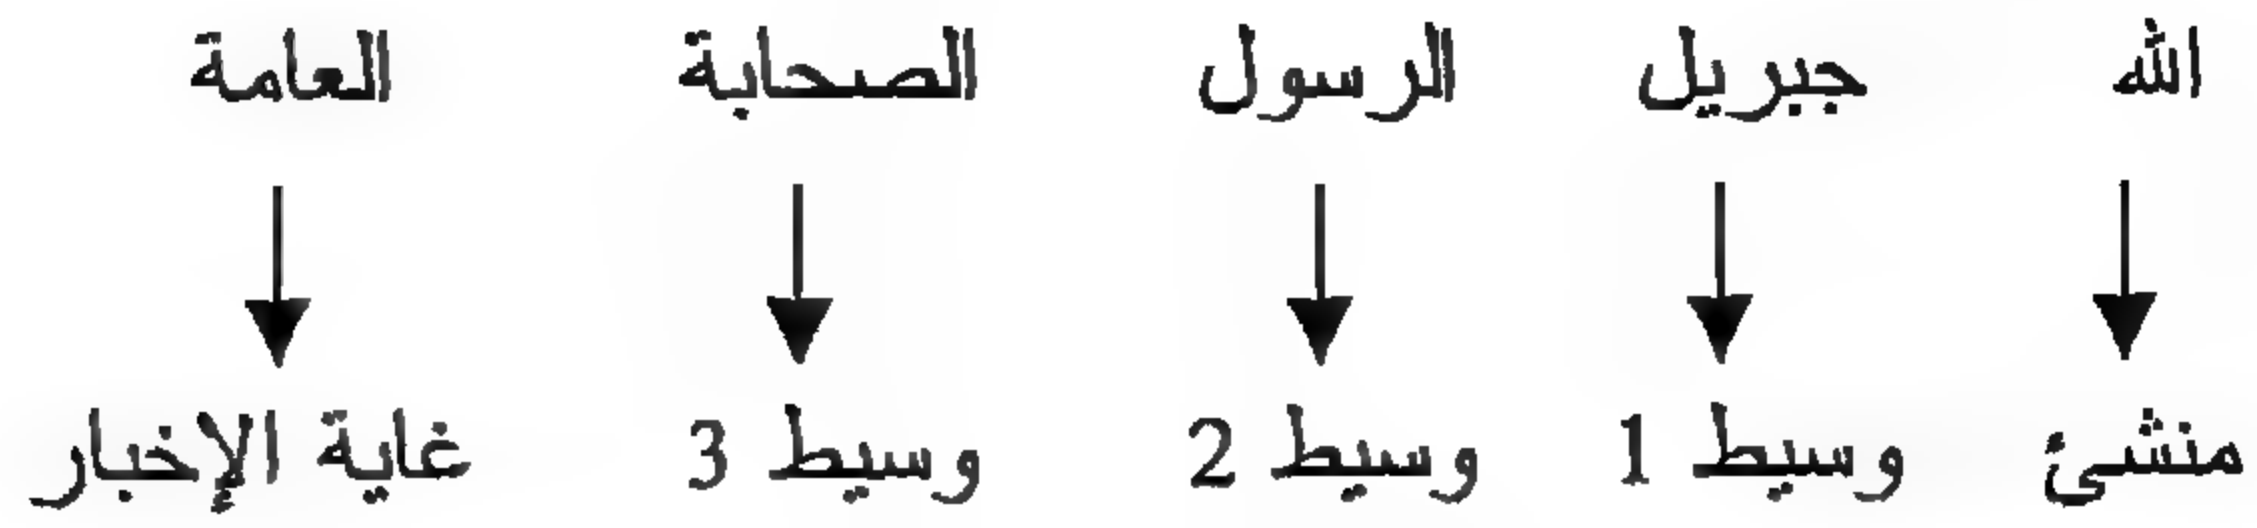 الله جبريل الرسول الصحابة العامة
منشئ وسيط 1 وسيط 2 وسيط 3 غاية الإخبار